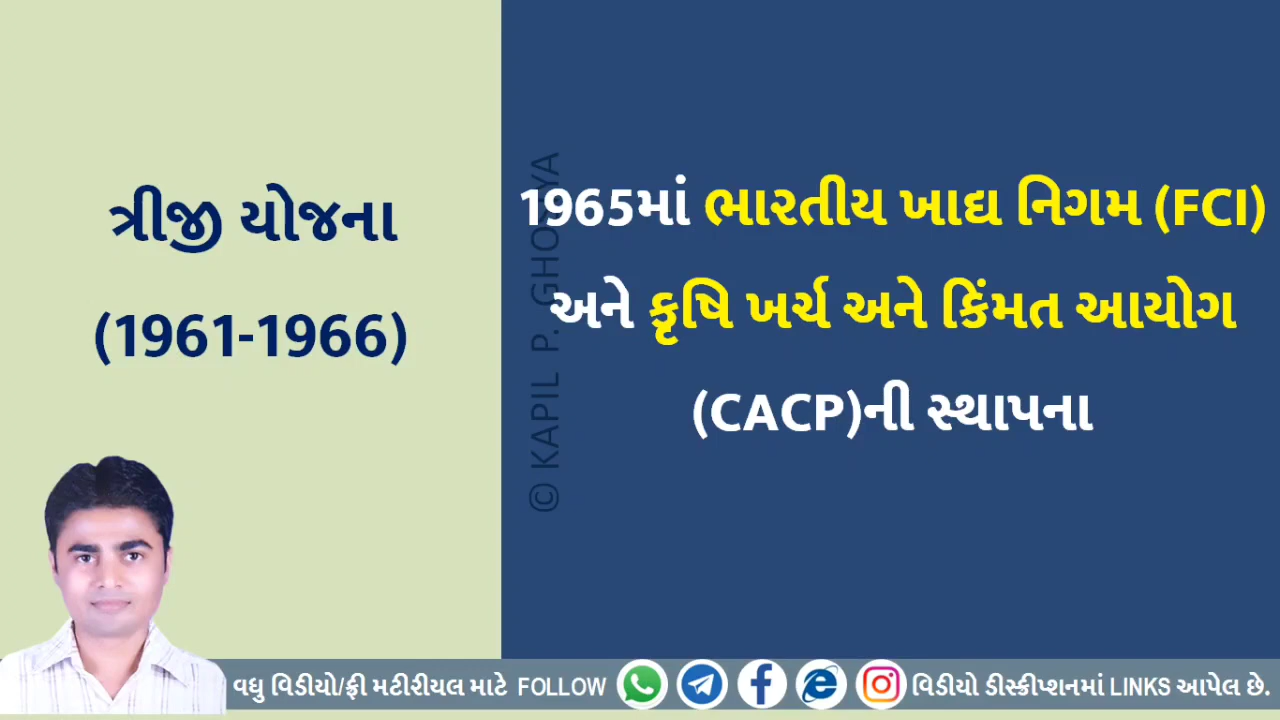 ત્રીજી યોજના
(1961-1966)
1965માં ભારતીય ખાદ્ય નિગમ (FCI)
અને કૃષિ ખર્ચ અને કિંમત આયોગ
(CACP)ની સ્થાપના
© KAPIL P. GHOSIYA
વધુ વિડીયો/ફ્રી મટીરીયલ માટે FOLLOW
વિડીયો ડીસ્ક્રીપ્શનમાં LINKS આપેલ છે.